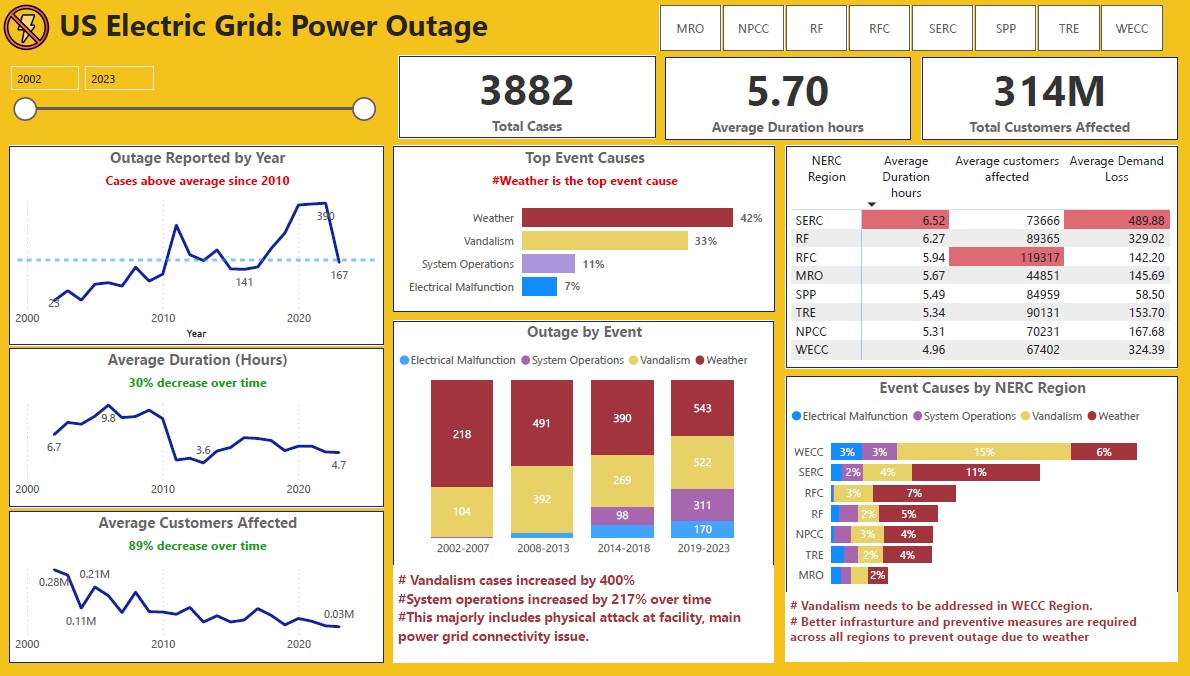 US Electric Grid: Power Outage
MRO NPCC RF RFC SERC SPP TRE WECC
2002 2023
3882
Total Cases
5.70
Average Duration hours
314M
Total Customers Affected
Outage Reported by Year
Cases above average since 2010
390
167
141
23
2000 2010 2020
Year
Average Duration (Hours)
30% decrease over time
9.8
6.7
3.6
4.7
2000 2010 2020
Average Customers Affected
89% decrease over time
0.28M
0.21M
0.11M
0.03M
2000 2010 2020
Top Event Causes
#Weather is the top event cause
Weather 42%
Vandalism 33%
System Operations 11%
Electrical Malfunction 7%
Outage by Event
Electrical Malfunction System Operations Vandalism Weather
218 491 390 543
104 392 269 522
98 311
170
2002-2007 2008-2013 2014-2018 2019-2023
# Vandalism cases increased by 400%
#System operations increased by 217% over time
#This majorly includes physical attack at facility, main
power grid connectivity issue.
NERC Average Average customers Average Demand
Region Duration affected Loss
hours
SERC 6.52 73666 489.88
RF 6.27 89365 329.02
RFC 5.94 119317 142.20
MRO 5.67 44851 145.69
SPP 5.49 84959 58.50
TRE 5.34 90131 153.70
NPCC 5.31 70231 167.68
WECC 4.96 67402 324.39
Event Causes by NERC Region
Electrical Malfunction System Operations Vandalism Weather
WECC 3% 3% 15% 6%
SERC 2% 4% 11%
RFC 3% 7%
RF 2% 5%
NPCC 3% 4%
TRE 2% 4%
MRO 2%
# Vandalism needs to be addressed in WECC Region.
# Better infrasturture and preventive measures are required
across all regions to prevent outage due to weather